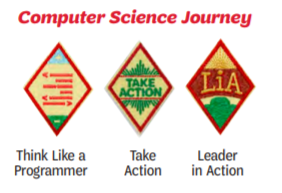 Computer Science Journey
TAKE
ACTION
LiA
Think Like a
Programmer
Take
Action
Leader
in Action